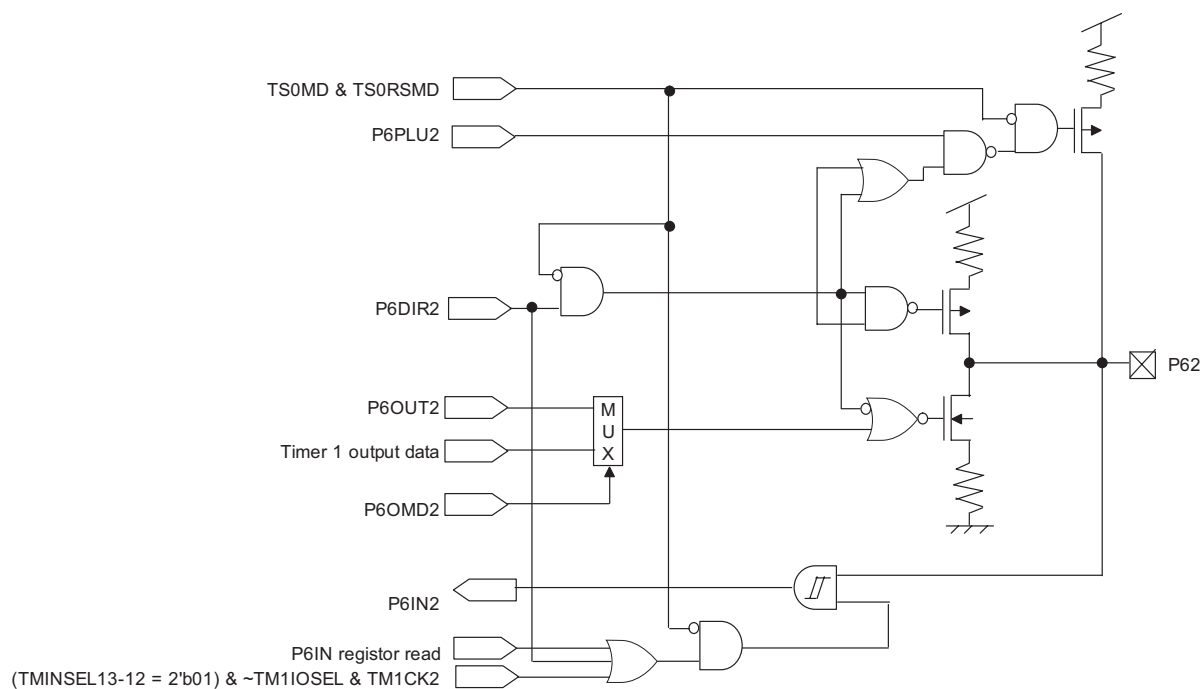 TS0MD & TS0RSMD
P6PLU2
P6DIR2
P62
P6OUT2
M
U
X
Timer 1 output data
P6OMD2
P6IN2
P6IN registor read
(TMINSEL13-12 = 2'b01) & ~TM1IOSEL & TM1CK2